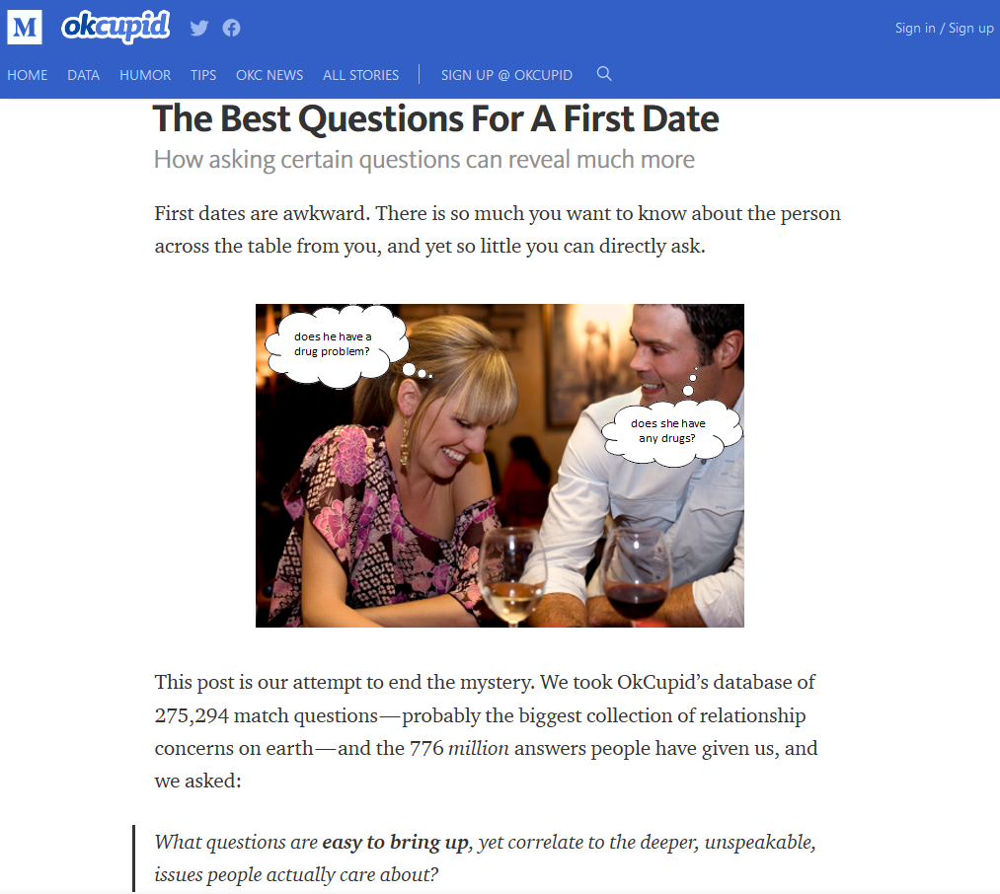 M okcupid
Sign in / Sign up
HOME DATA HUMOR TIPS OKC NEWS ALL STORIES SIGN UP @ OKCUPID
The Best Questions For A First Date
How asking certain questions can reveal much more
First dates are awkward. There is so much you want to know about the person
across the table from you, and yet so little you can directly ask.
does he have a
drug problem?
does she have
any drugs?
This post is our attempt to end the mystery. We took OkCupid’s database of
275,294 match questions — probably the biggest collection of relationship
concerns on earth — and the 776 million answers people have given us, and
we asked:
What questions are easy to bring up, yet correlate to the deeper, unspeakable,
issues people actually care about?